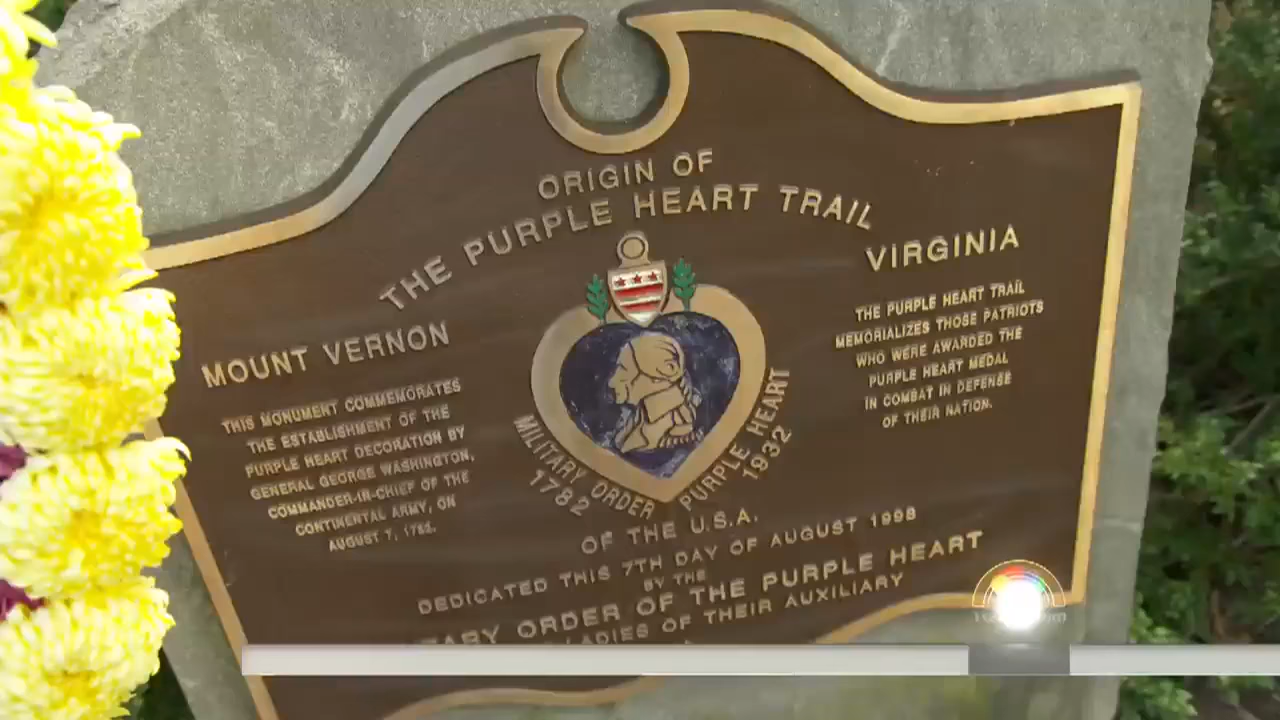 ORIGIN OF
THE PURPLE HEART TRAIL
MOUNT VERNON
THIS MONUMENT COMMEMORATES
THE ESTABLISHMENT OF THE
PURPLE HEART DECORATION BY
GENERAL GEORGE WASHINGTON,
COMMANDER-IN-CHIEF OF THE
CONTINENTAL ARMY, ON
AUGUST 7, 1782.
VIRGINIA
THE PURPLE HEART TRAIL
MEMORIALIZES THOSE PATRIOTS
WHO WERE AWARDED THE
PURPLE HEART MEDAL
IN COMBAT IN DEFENSE
OF THEIR NATION.
MILITARY ORDER PURPLE HEART
1782 1932
OF THE U.S.A.
DEDICATED THIS 7TH DAY OF AUGUST 1998
BY THE
ORDER OF THE PURPLE HEART
LADIES OF THEIR AUXILIARY